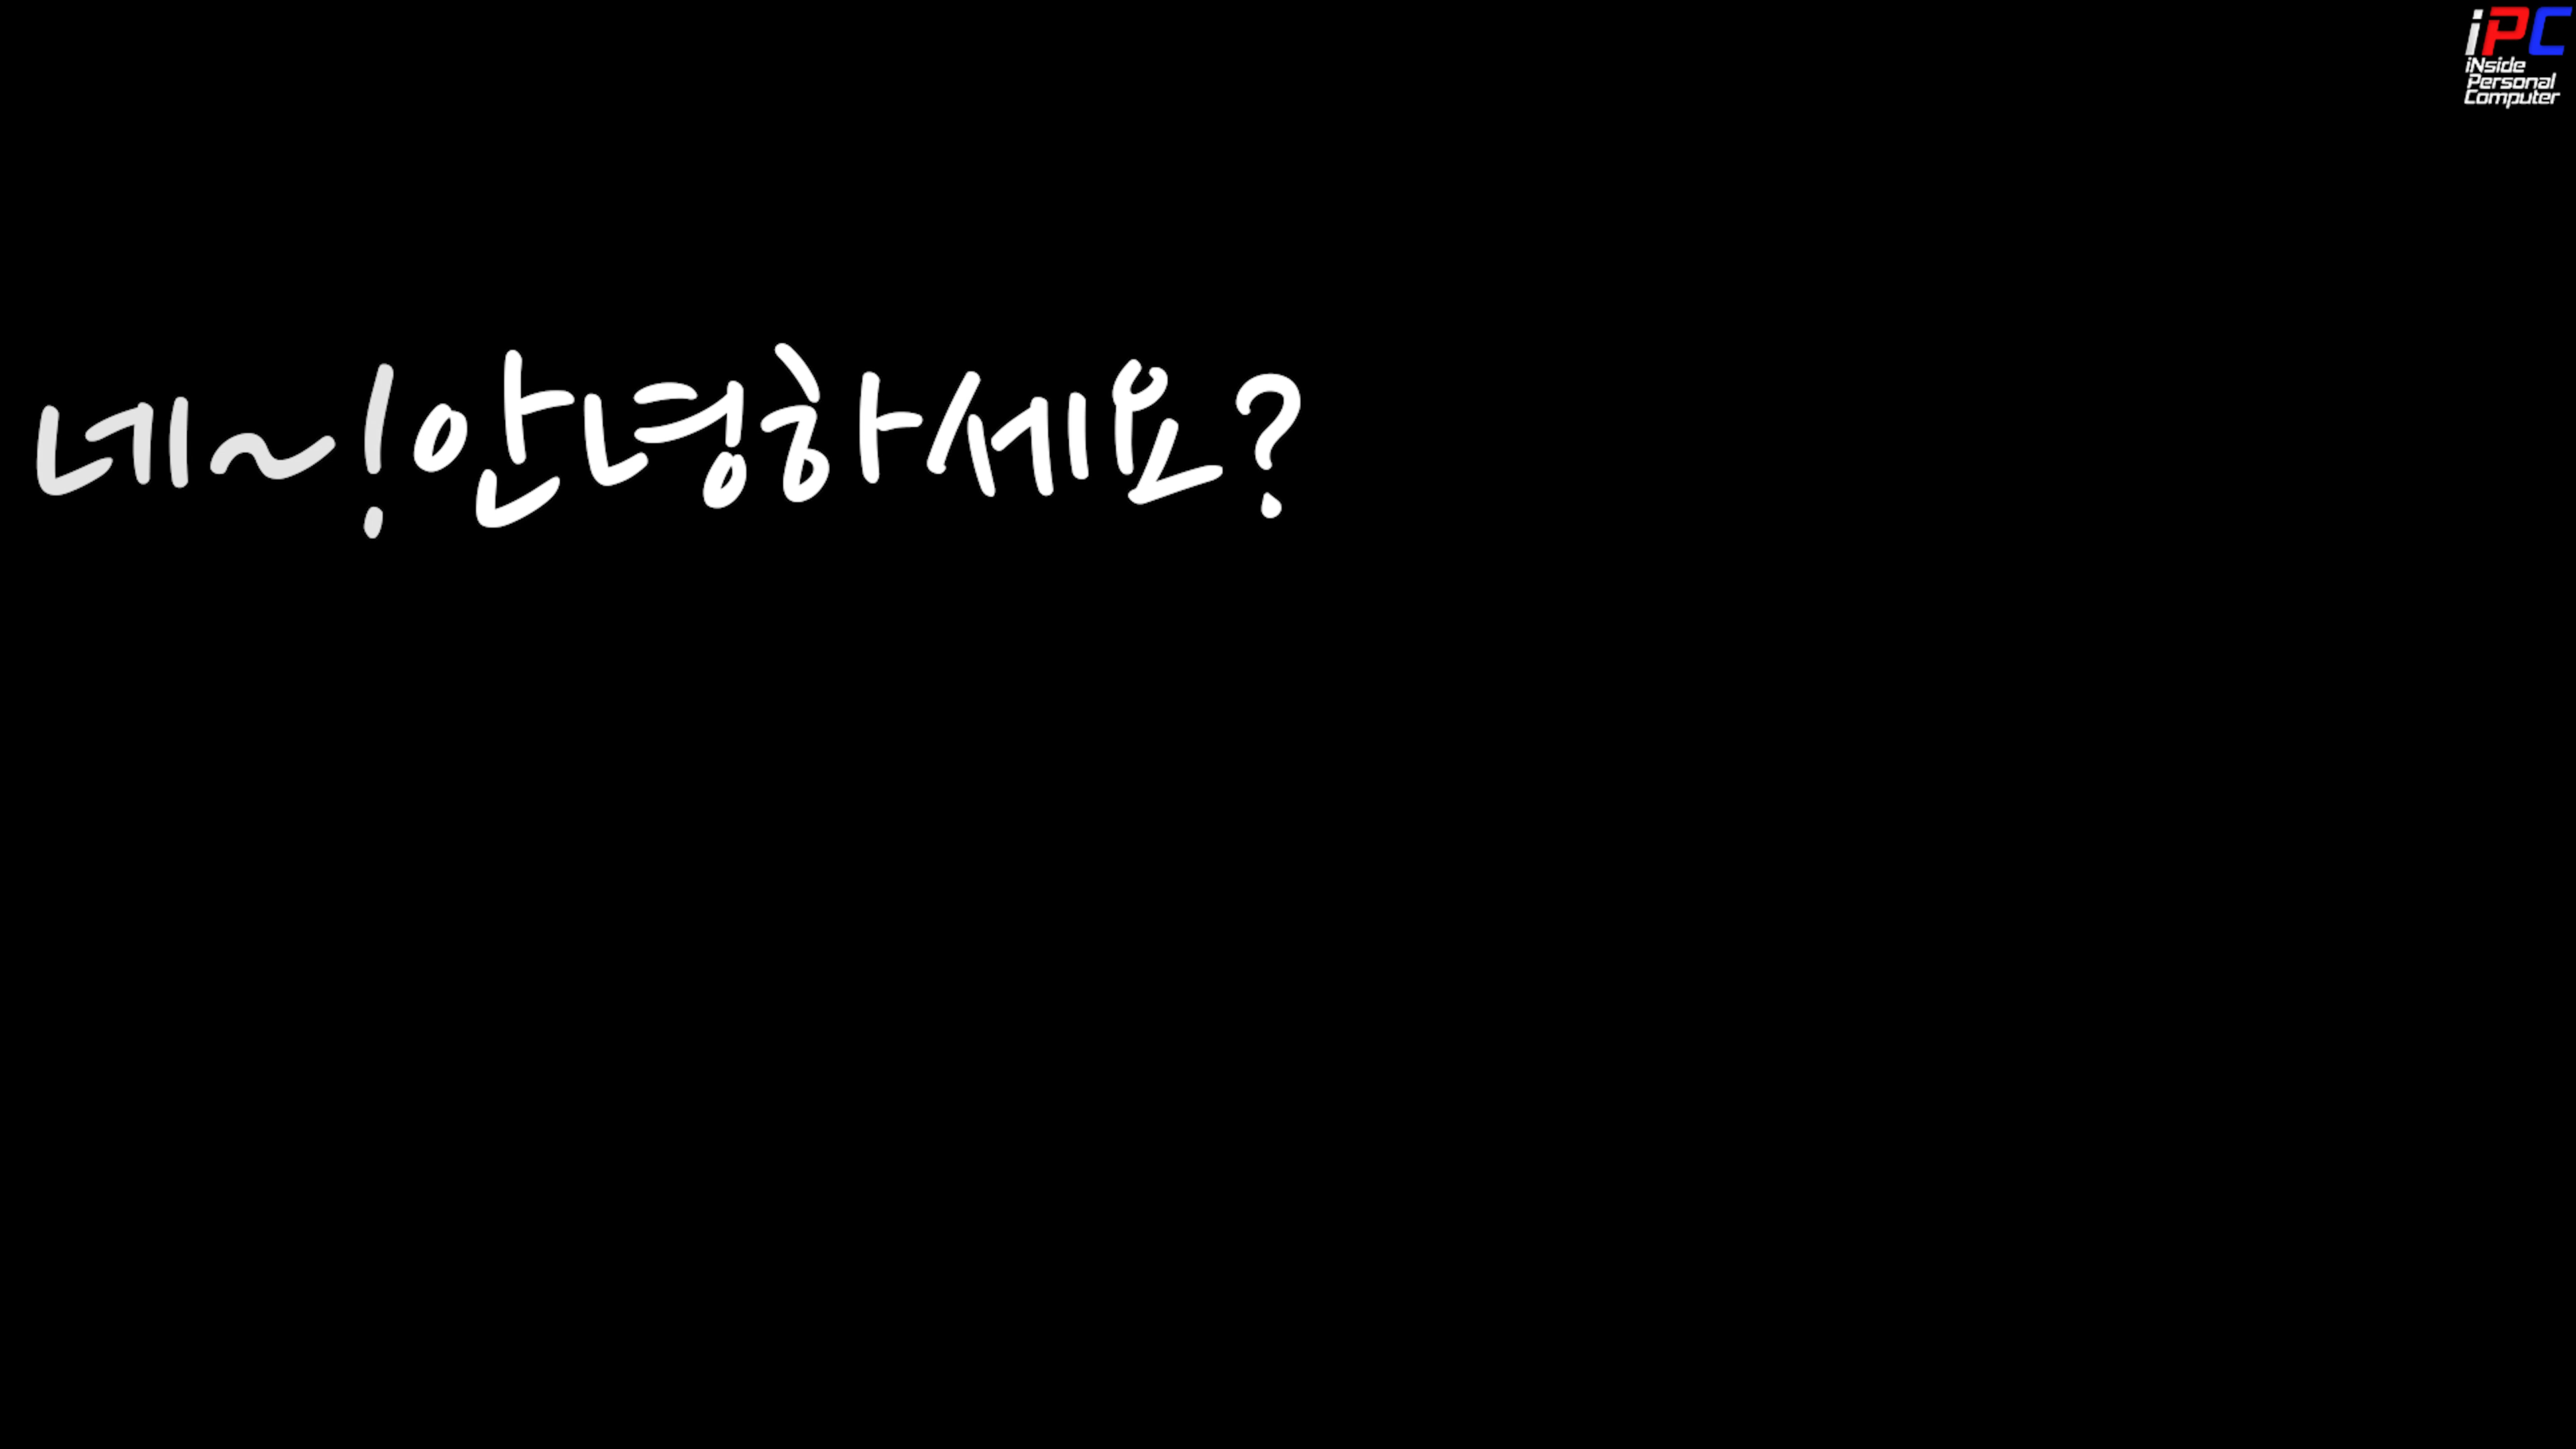 iPC
iNside
Personal
Computer
네~!안녕하세요?